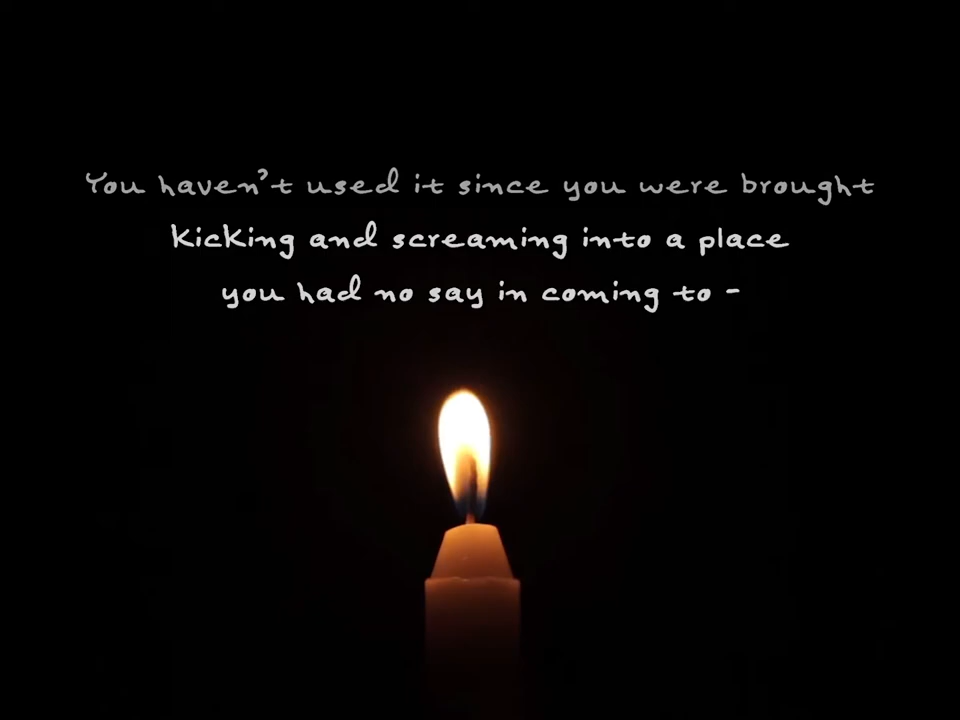 You haven't used it since you were brought
kicking and screaming into a place
you had no say in coming to -